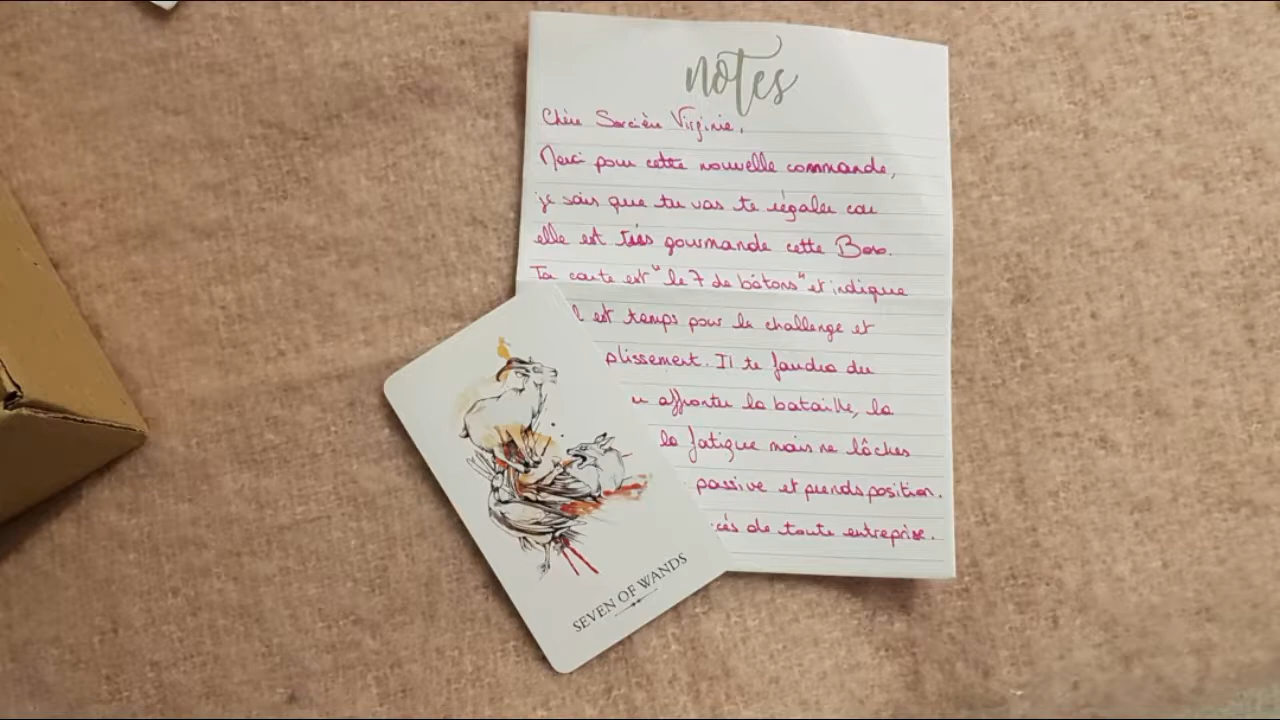 notes
Chère Sorcière Virginie,
Merci pour cette nouvelle commande,
je sais que tu vas te régaler car
elle est très gourmande cette Box.
Ta carte est "le 7 de bâtons" et indique
est temps pour le challenge et
plissement. Il te faudra du
affronter la bataille, la
la fatigue mais ne lâches
passive et prends position.
cés de toute entreprise.
SEVEN OF WANDS